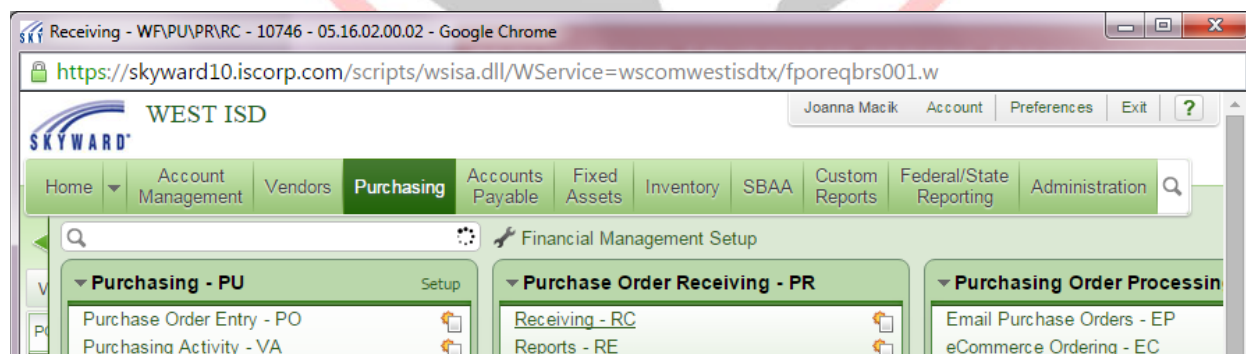 Receiving - WF\PU\PR\RC - 10746 - 05.16.02.00.02 - Google Chrome
https://skyward10.iscorp.com/scripts/wsisa.dll/WService=wscomwestisdtx/fporeqbrs001.w
SKYWARD WEST ISD Joanna Macik Account Preferences Exit ?
Home Account Management Vendors Purchasing Accounts Payable Fixed Assets Inventory SBAA Custom Reports Federal/State Reporting Administration
Financial Management Setup
Purchasing - PU Setup Purchase Order Receiving - PR Purchasing Order Processin
Purchase Order Entry - PO Receiving - RC Email Purchase Orders - EP
Purchasing Activity - VA Reports - RE eCommerce Ordering - EC